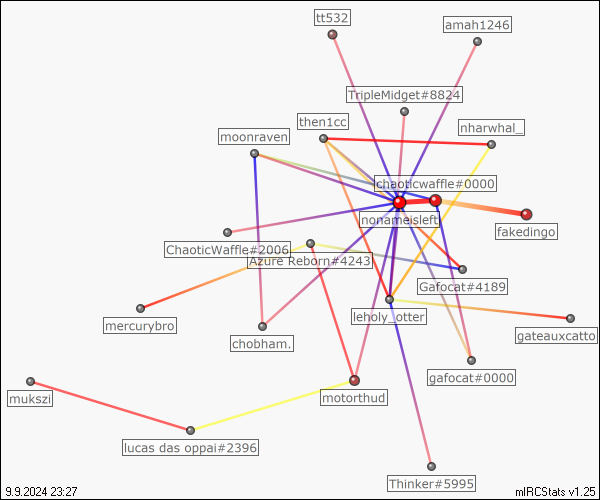 tt532
amah1246
TripleMidget#8824
then1cc
nharwhal_
moonraven
chaoticwaffle#0000
nonameisleft
fakedingo
ChaoticWaffle#2006
Azure Reborn#4243
Gafocat#4189
mercurybro
leholy_otter
chobham.
gateauxcatto
gafocat#0000
motorthud
mukszi
lucas das oppai#2396
Thinker#5995
9.9.2024 23:27
mIRCStats v1.25